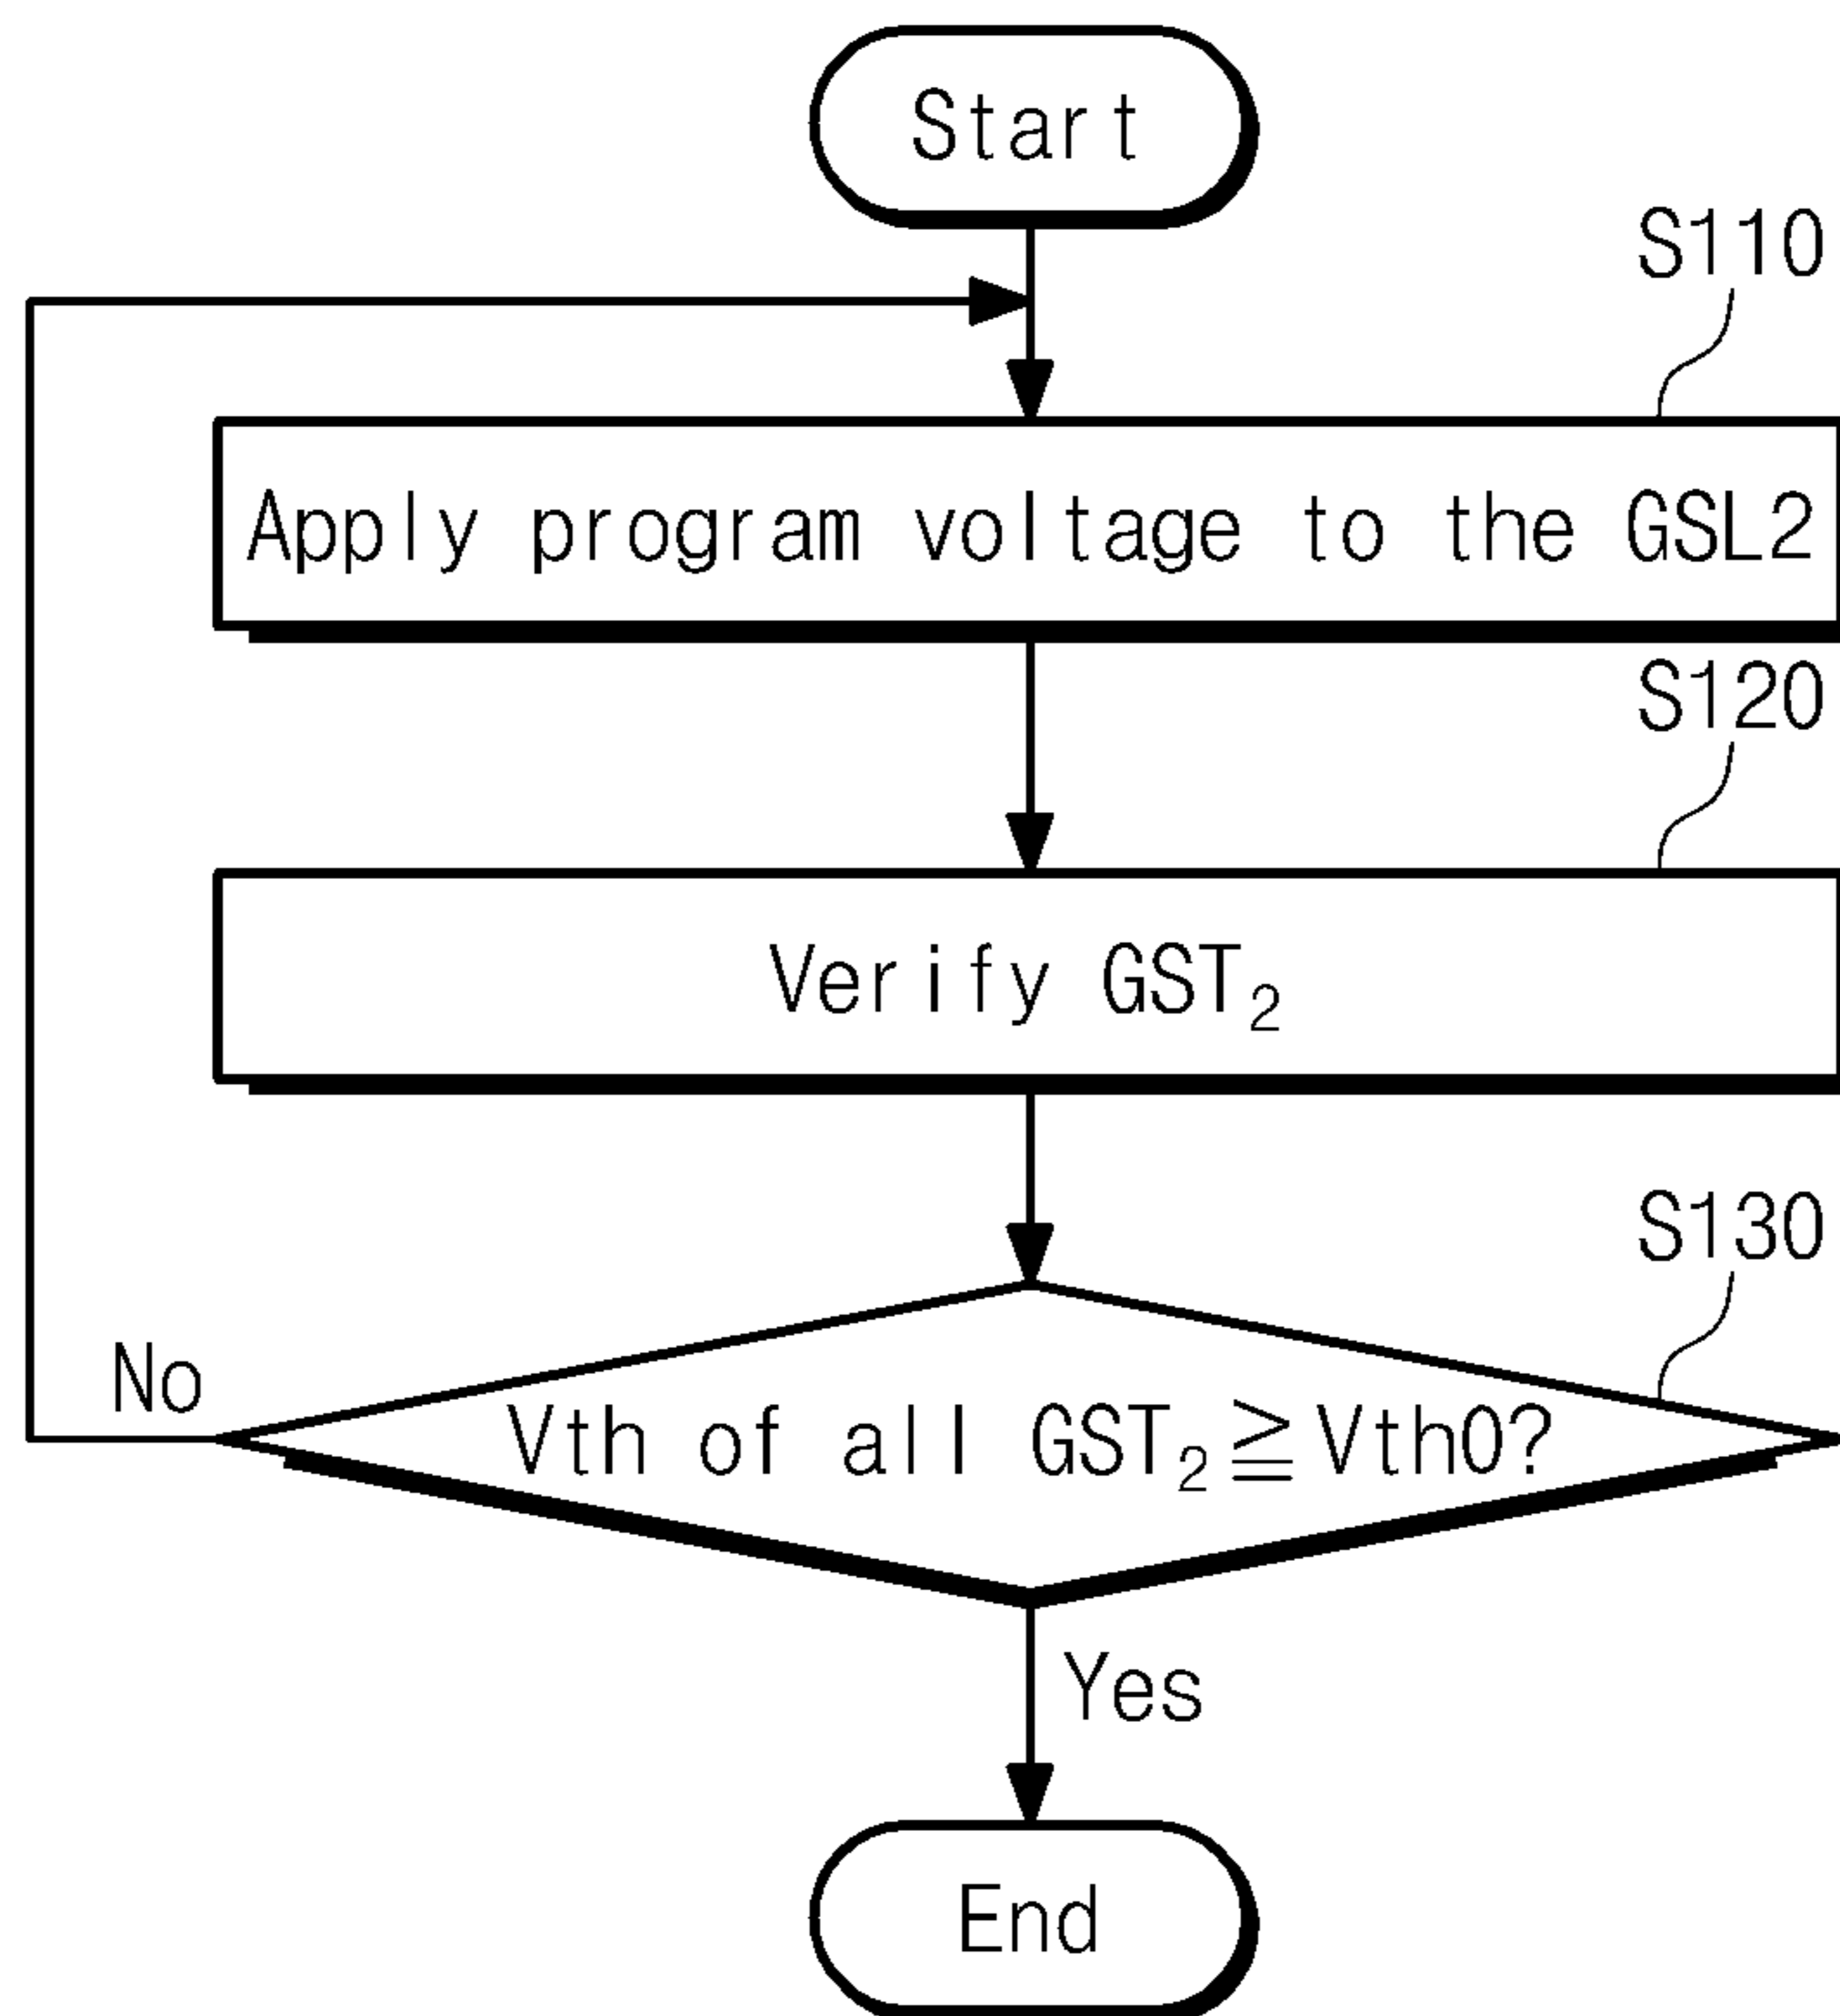 Start
S110
Apply program voltage to the GSL2
S120
Verify GST₂
S130
No
Vth of all GST₂≧Vth0?
Yes
End